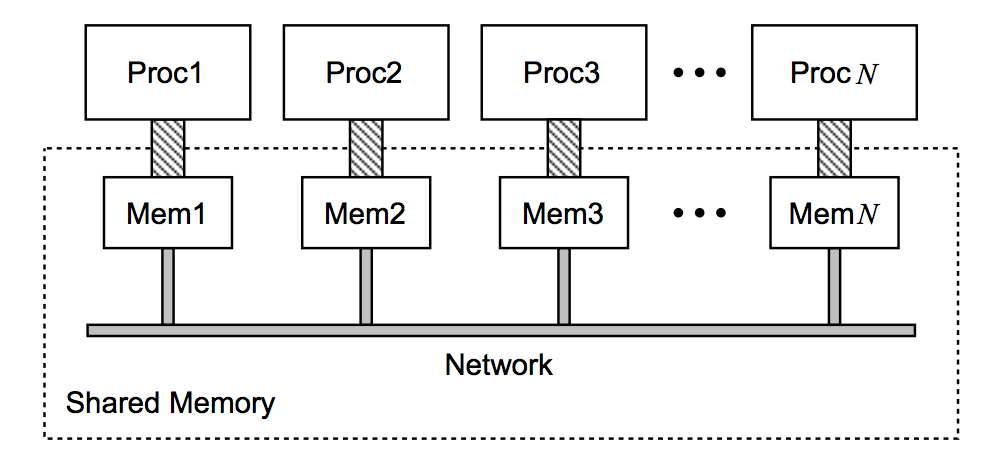 Proc1 Proc2 Proc3 ••• Proc N
Mem1 Mem2 Mem3 ••• Mem N
Network
Shared Memory